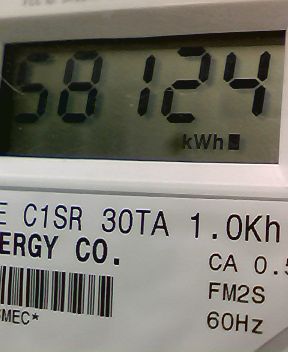 58124
kWh
E C1SR 30TA 1.0Kh
ERGY CO.
CA 0.5
FM2S
MEC*
60Hz